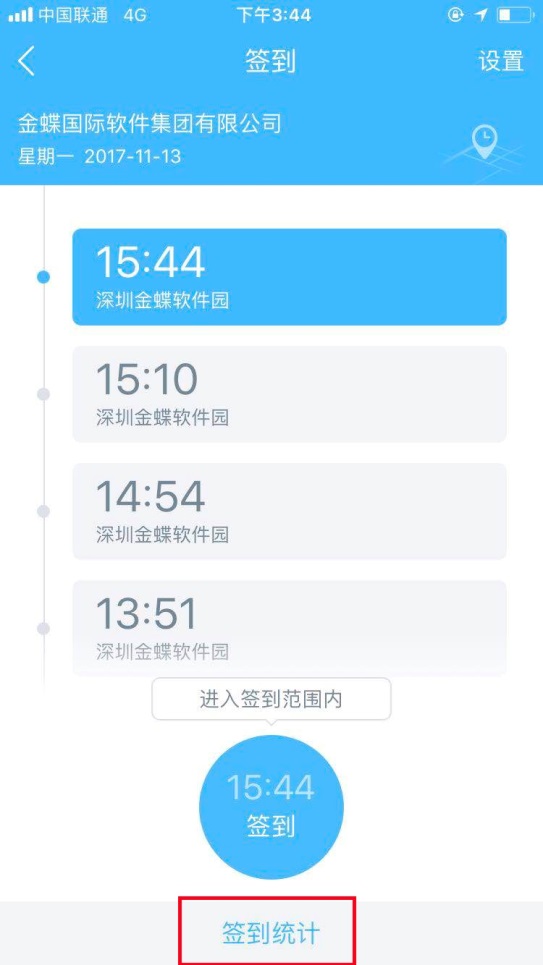 中国联通 4G 下午3:44
签到 设置
金蝶国际软件集团有限公司
星期一 2017-11-13
15:44
深圳金蝶软件园
15:10
深圳金蝶软件园
14:54
深圳金蝶软件园
13:51
深圳金蝶软件园
进入签到范围内
15:44
签到
签到统计